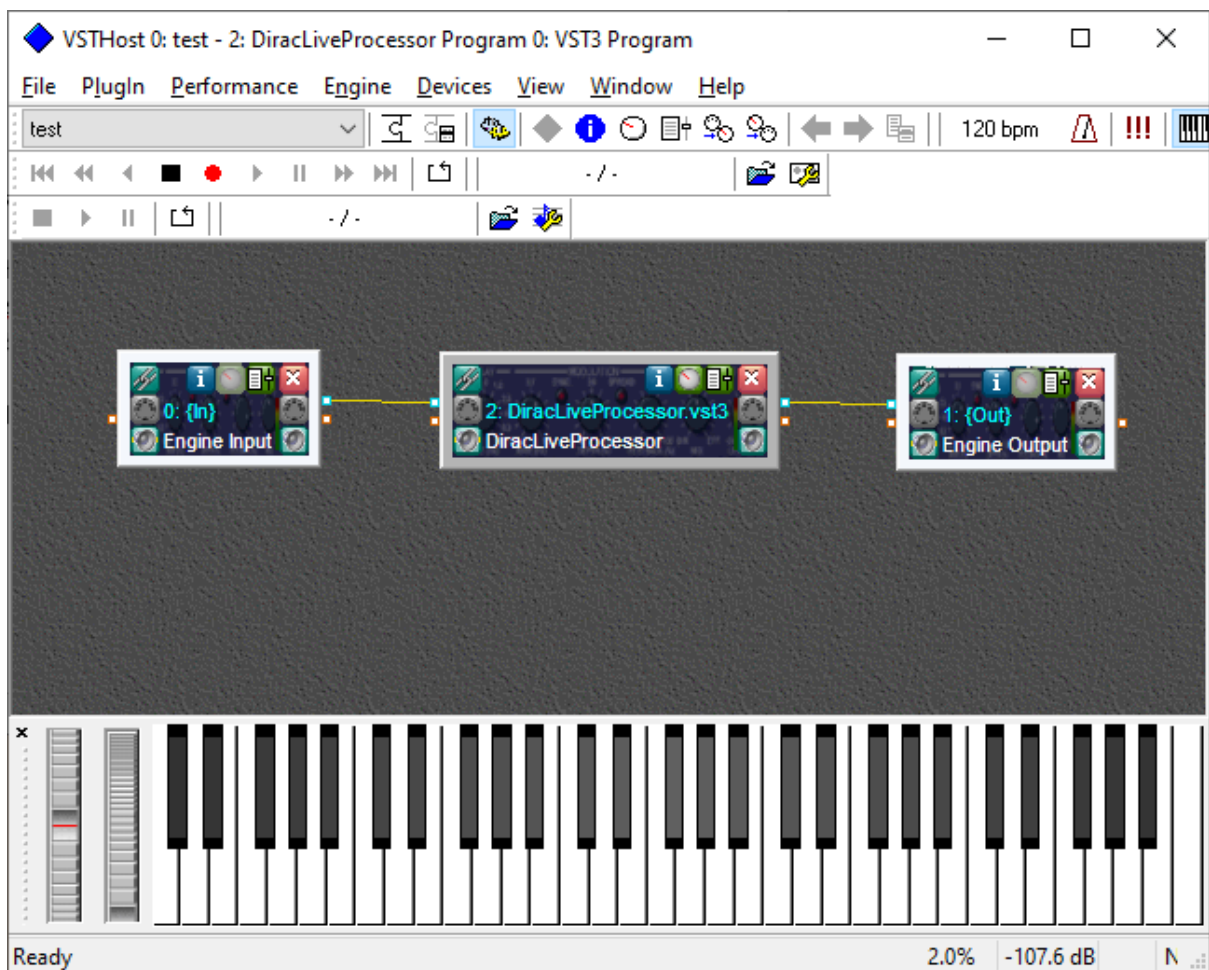 VSTHost 0: test - 2: DiracLiveProcessor Program 0: VST3 Program
File PlugIn Performance Engine Devices View Window Help
test 120 bpm !!!
- / -
- / -
0: {In}
Engine Input
2: DiracLiveProcessor.vst3
DiracLiveProcessor
1: {Out}
Engine Output
Ready 2.0% -107.6 dB N